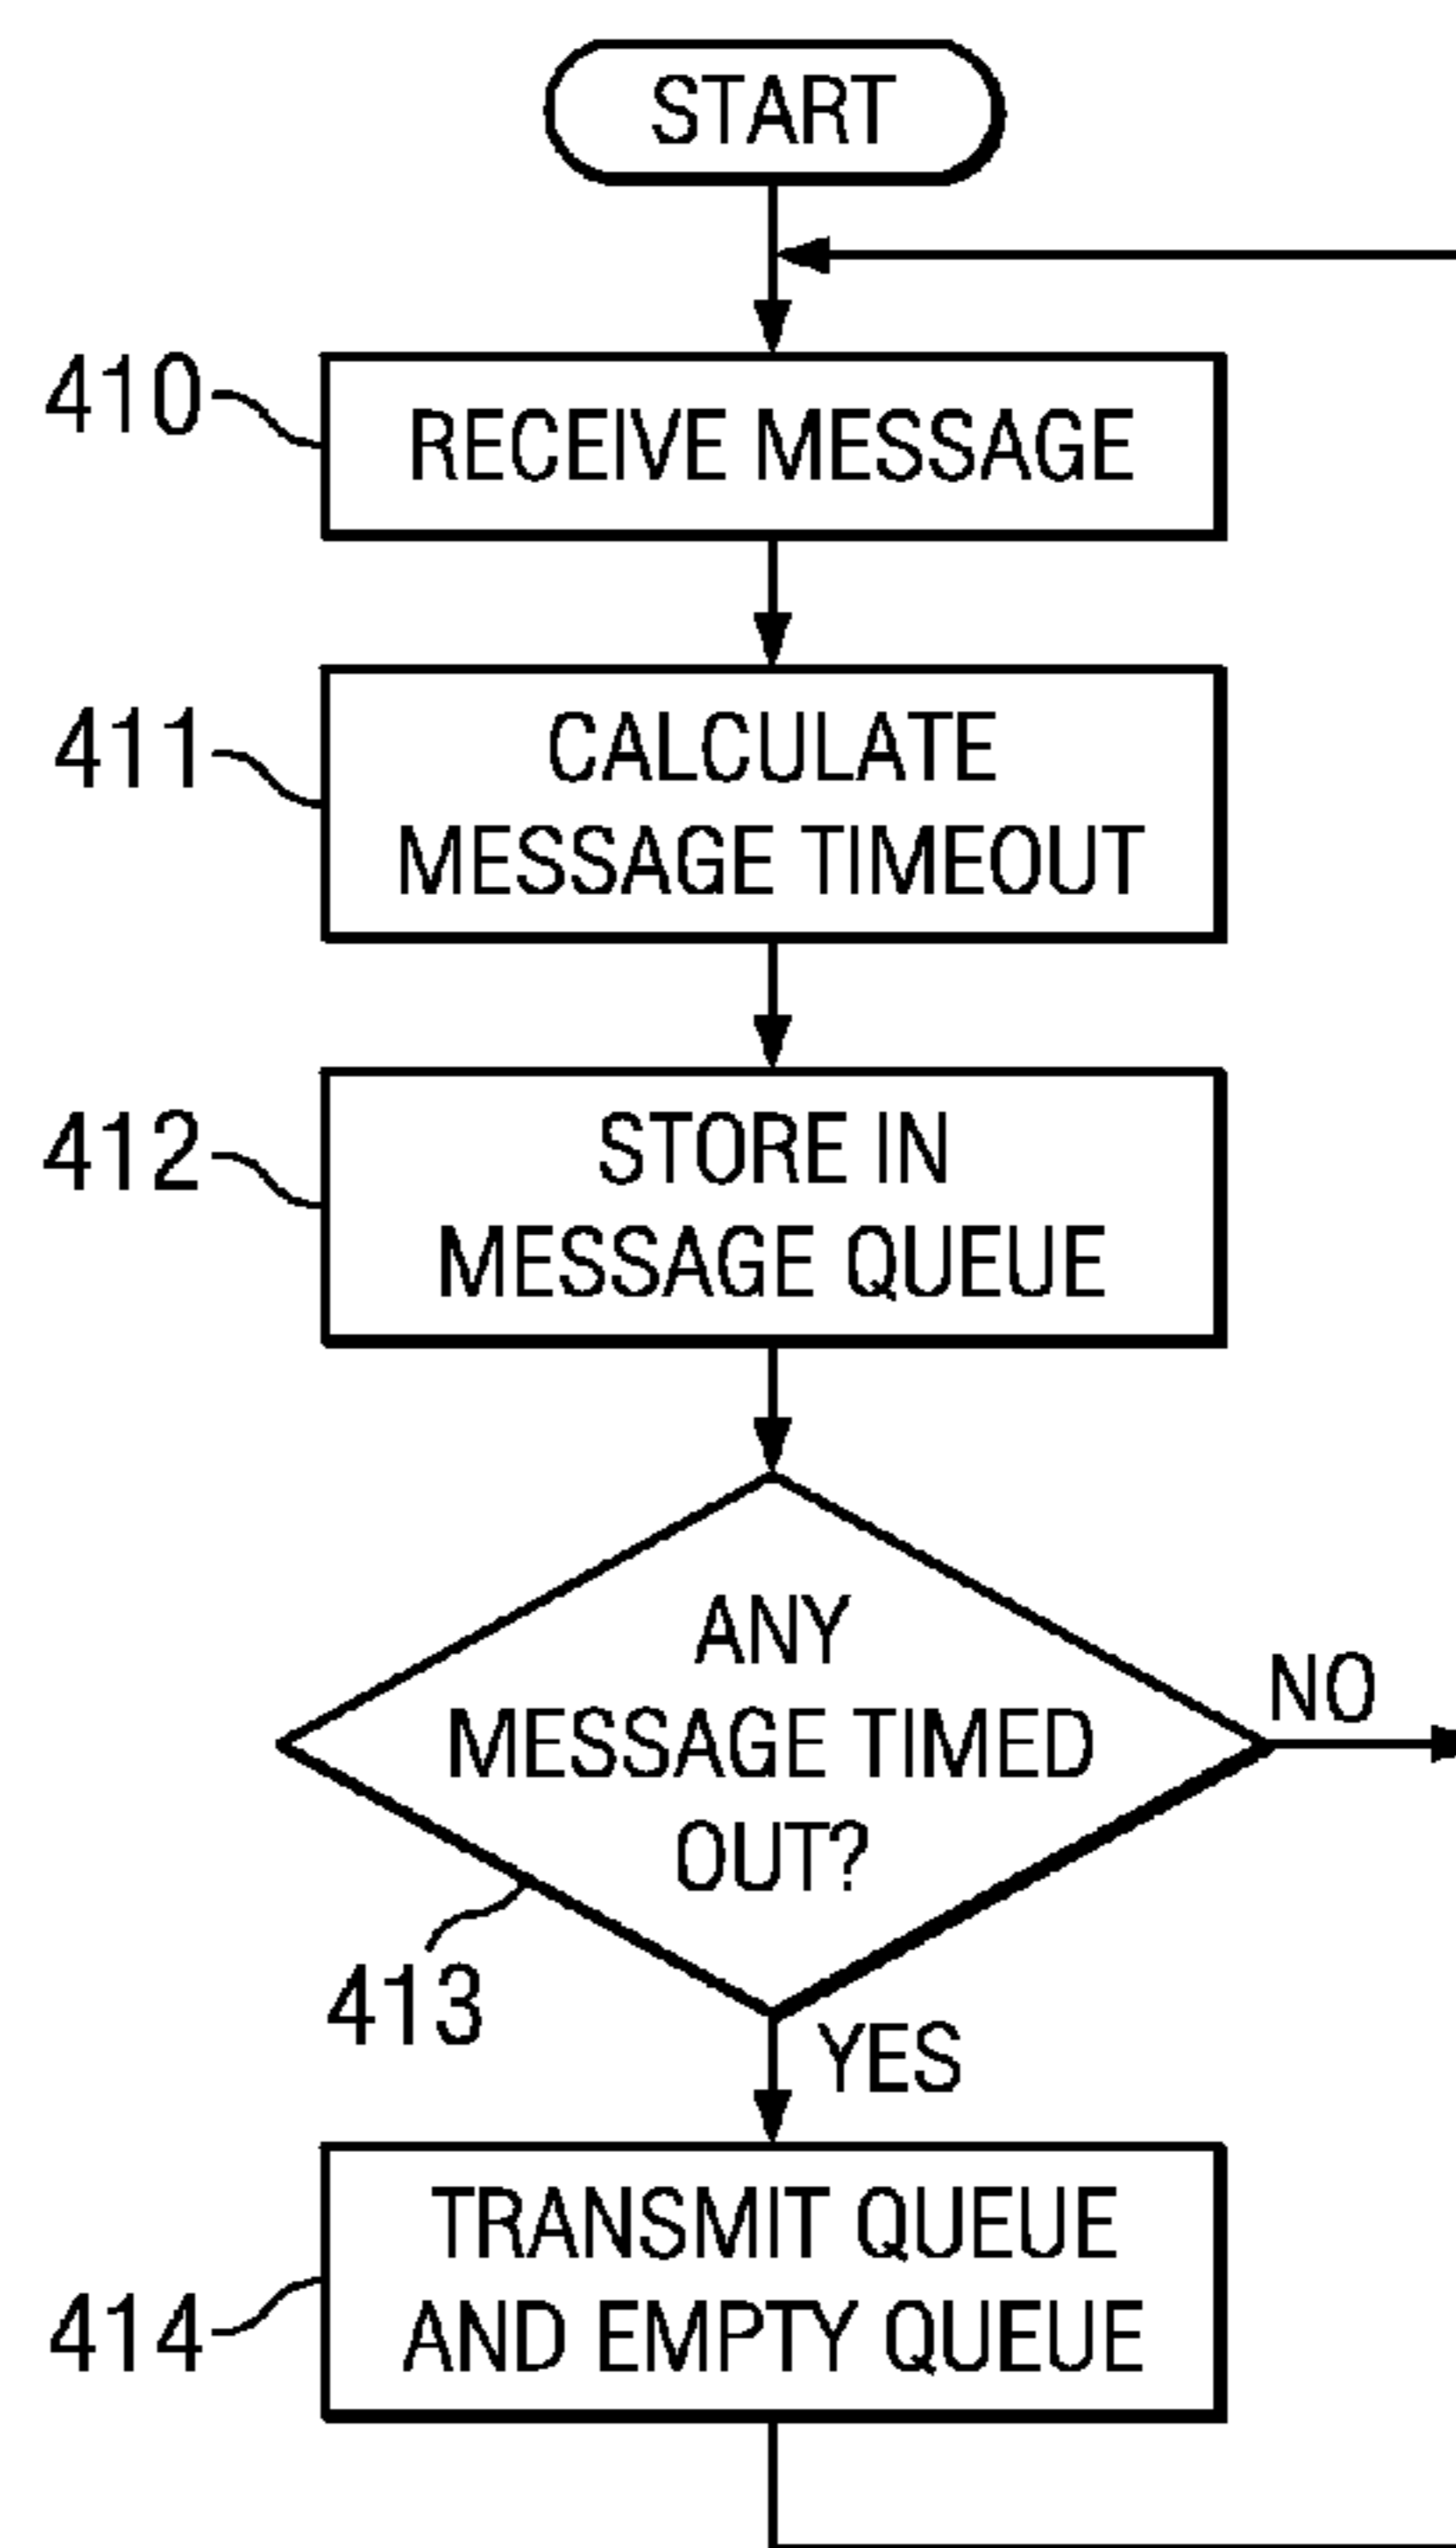 START
410
RECEIVE MESSAGE
411
CALCULATE
MESSAGE TIMEOUT
412
STORE IN
MESSAGE QUEUE
ANY
MESSAGE TIMED
OUT?
NO
413
YES
TRANSMIT QUEUE
AND EMPTY QUEUE
414